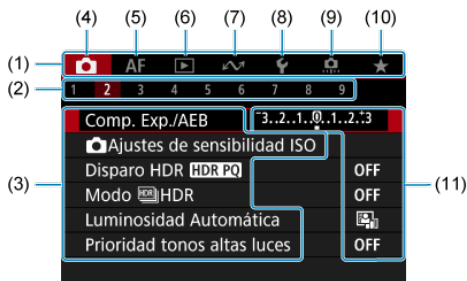 (4) (5) (6) (7) (8) (9) (10)
(1) AF
(2) 1 2 3 4 5 6 7 8 9
Comp. Exp./AEB -3..2..1..0..1..2..+3
Ajustes de sensibilidad ISO
Disparo HDR HDR PQ OFF
(3) Modo HDR HDR OFF (11)
Luminosidad Automática
Prioridad tonos altas luces OFF